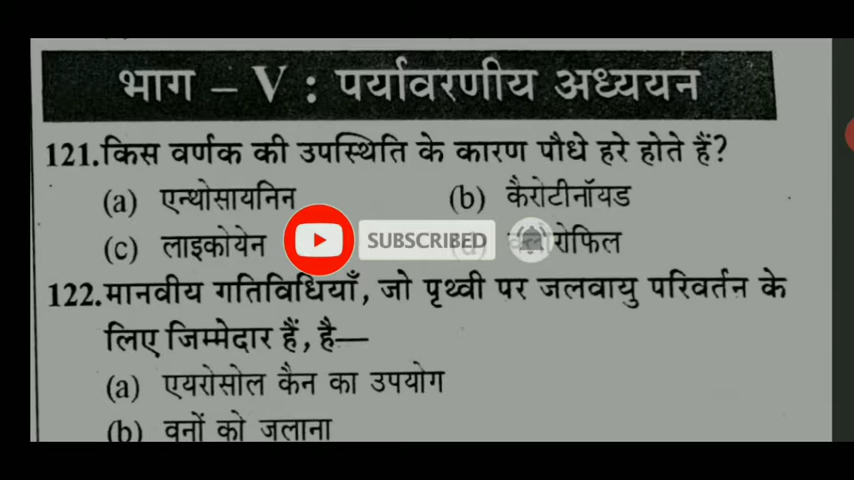 भाग – V : पर्यावरणीय अध्ययन
121. किस वर्णक की उपस्थिति के कारण पौधे हरे होते हैं?
(a) एन्थोसायनिन (b) कैरोटीनॉयड
(c) लाइकोयेन (d) क्लोरोफिल
SUBSCRIBED
122. मानवीय गतिविधियाँ, जो पृथ्वी पर जलवायु परिवर्तन के
लिए जिम्मेदार हैं, है—
(a) एयरोसोल कैन का उपयोग
(b) वनों को जलाना